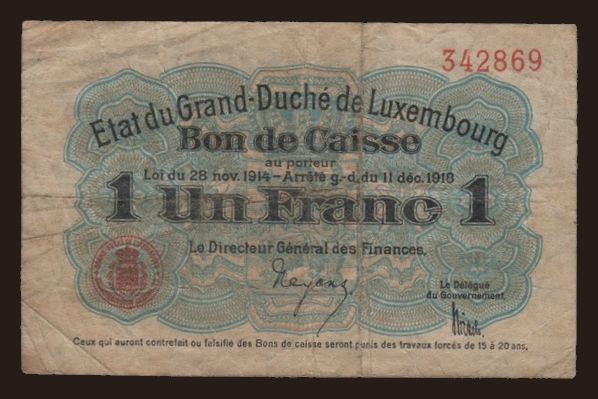 342869
Etat du Grand-Duché de Luxembourg
Bon de Caisse
au porteur
Loi du 28 nov. 1914 – Arrêté g.-d. du 11 déc. 1918
1 Un Franc 1
Le Directeur Général des Finances,
Neyens
Le Délégué
du Gouvernement
Ceux qui auront contrefait ou falsifié des Bons de caisse seront punis des travaux forcés de 15 à 20 ans.